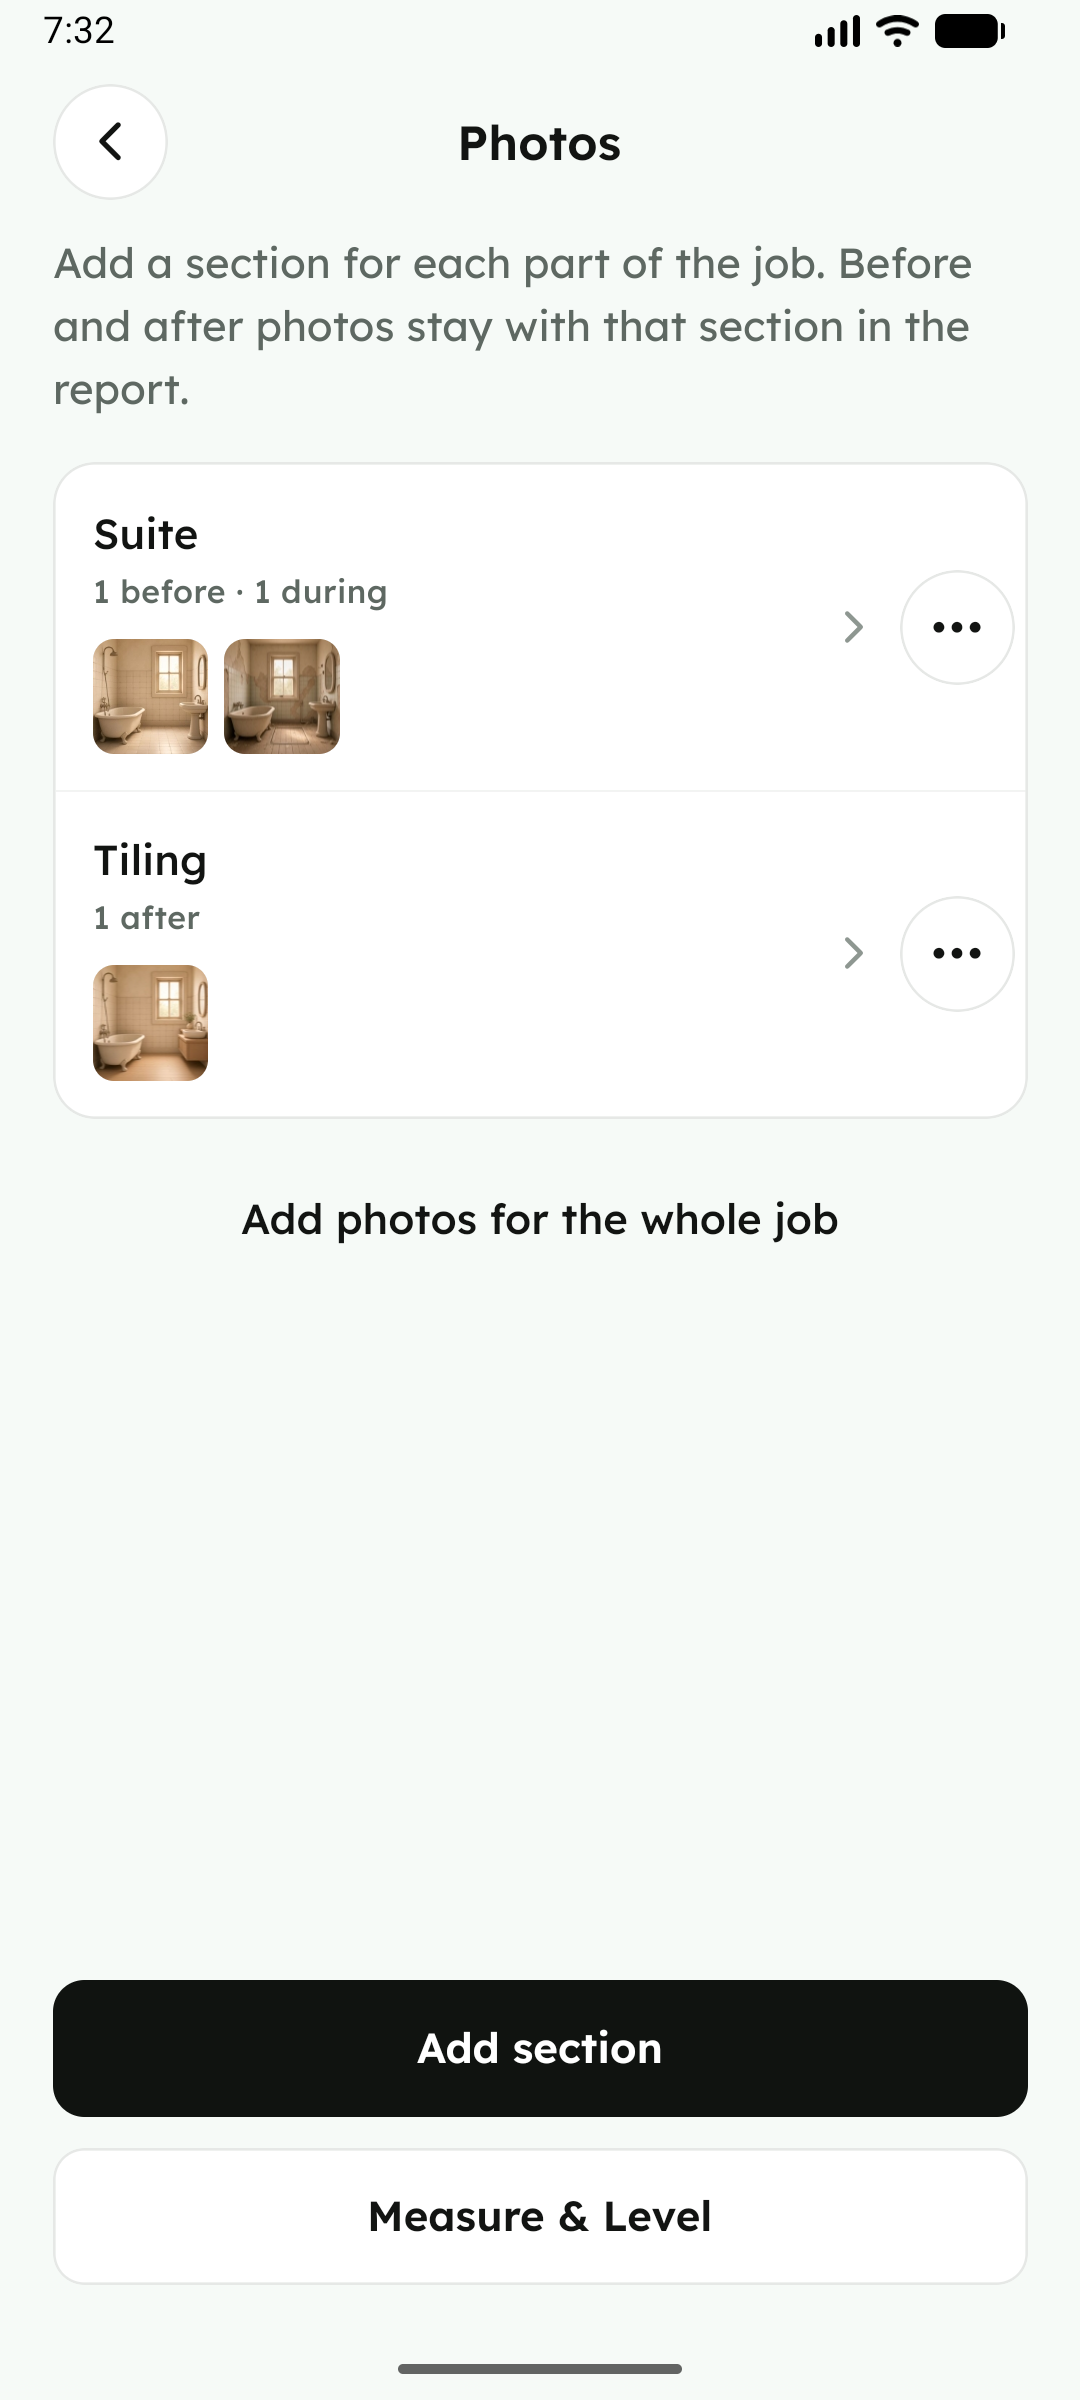 7:32
Photos
Add a section for each part of the job. Before
and after photos stay with that section in the
report.
Suite
1 before · 1 during
Tiling
1 after
Add photos for the whole job
Add section
Measure & Level